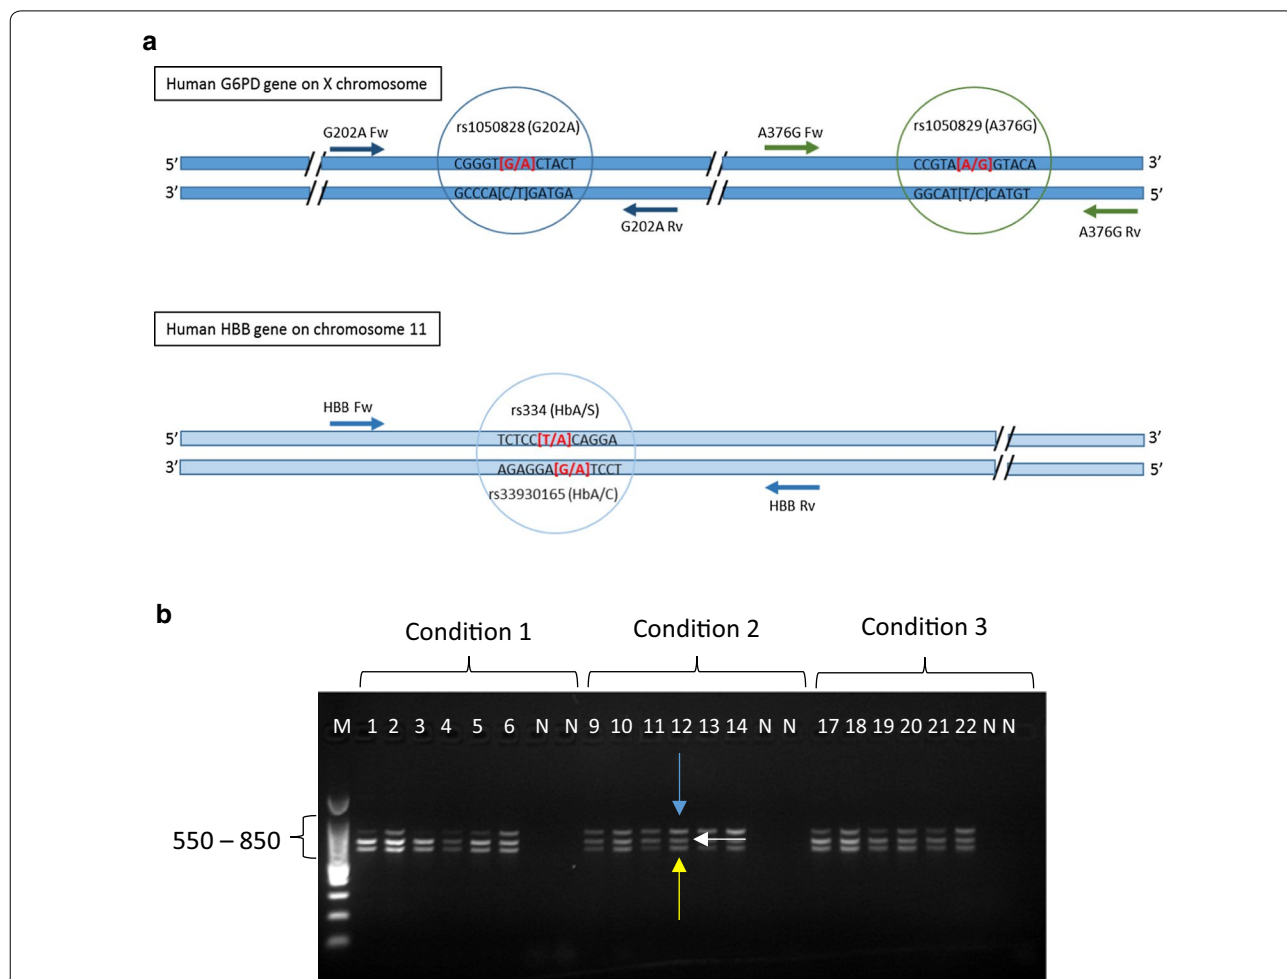 a
Human G6PD gene on X chromosome
G202A Fw
rs1050828 (G202A)
A376G Fw
rs1050829 (A376G)
5’ CGGGT[G/A]CTACT CCGTA[A/G]GTACA 3’
3’ GCCCA[C/T]GATGA GGCAT[T/C]CATGT 5’
G202A Rv
A376G Rv
Human HBB gene on chromosome 11
HBB Fw
rs334 (HbA/S)
5’ TCTCC[T/A]CAGGA 3’
3’ AGAGGA[G/A]TCCT 5’
rs33930165 (HbA/C)
HBB Rv
b
Condition 1 Condition 2 Condition 3
M 1 2 3 4 5 6 N N 9 10 11 12 13 14 N N 17 18 19 20 21 22 N N
550 – 850